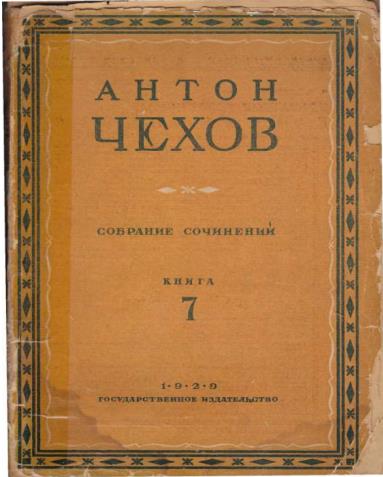 АНТОН
ЧЕХОВ
СОБРАНИЕ СОЧИНЕНИЙ
КНИГА
7
1·9·2·9
ГОСУДАРСТВЕННОЕ ИЗДАТЕЛЬСТВО